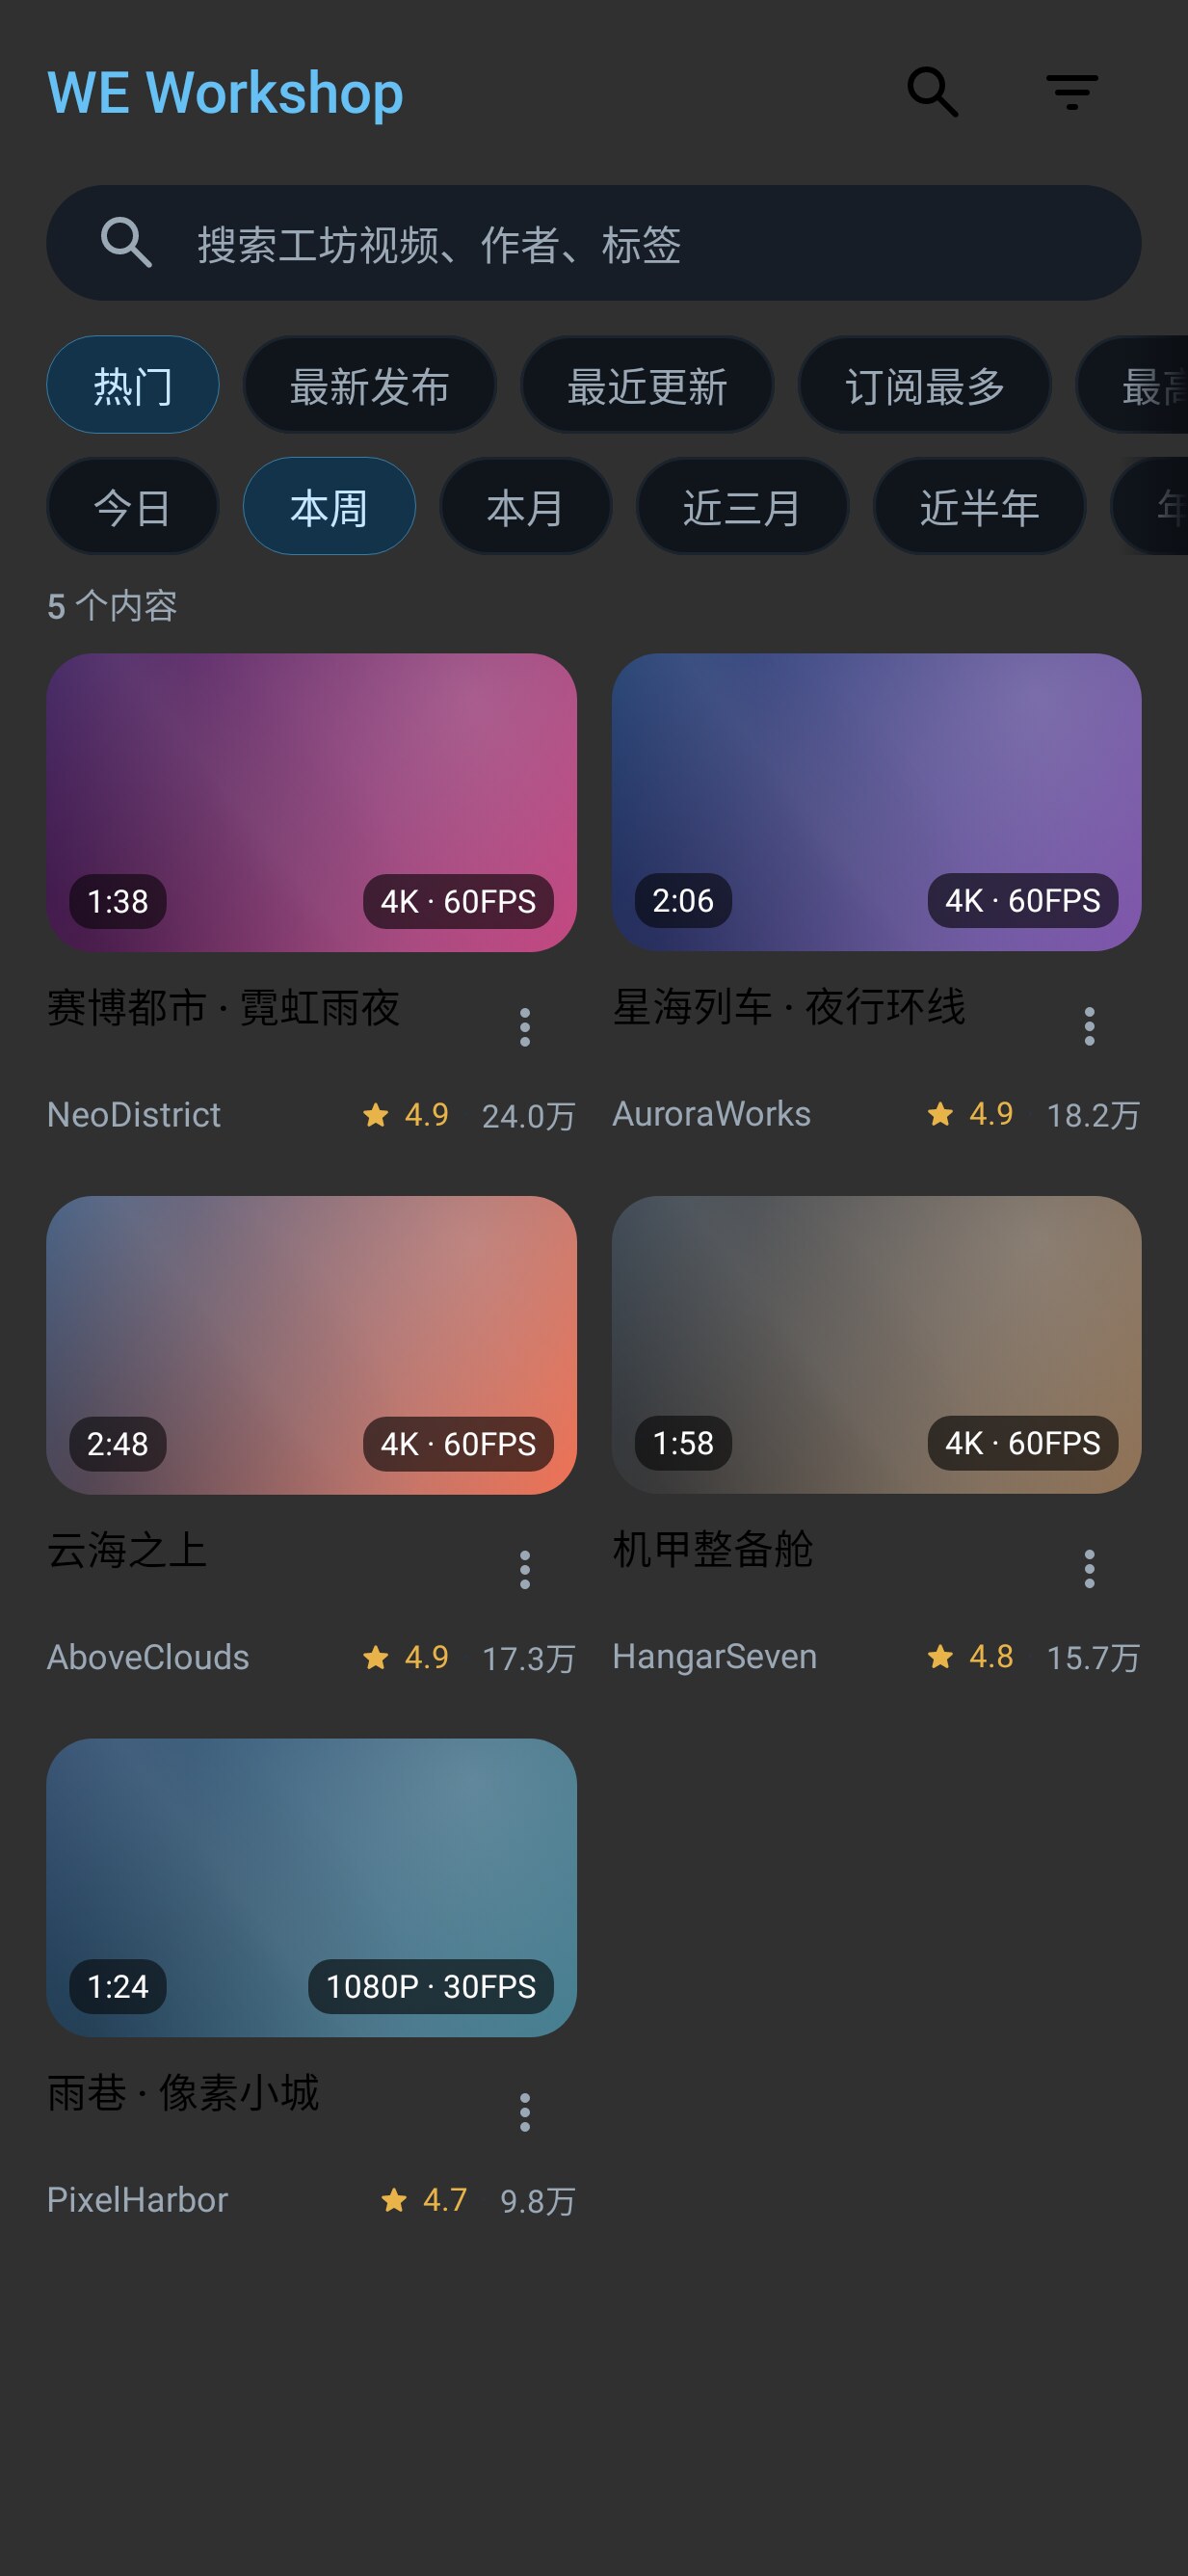 WE Workshop
搜索工坊视频、作者、标签
热门 最新发布 最近更新 订阅最多 最高
今日 本周 本月 近三月 近半年 年
5 个内容
1:38 4K · 60FPS
2:06 4K · 60FPS
赛博都市 · 霓虹雨夜
星海列车 · 夜行环线
NeoDistrict 4.9 24.0万
AuroraWorks 4.9 18.2万
2:48 4K · 60FPS
1:58 4K · 60FPS
云海之上
机甲整备舱
AboveClouds 4.9 17.3万
HangarSeven 4.8 15.7万
1:24 1080P · 30FPS
雨巷 · 像素小城
PixelHarbor 4.7 9.8万